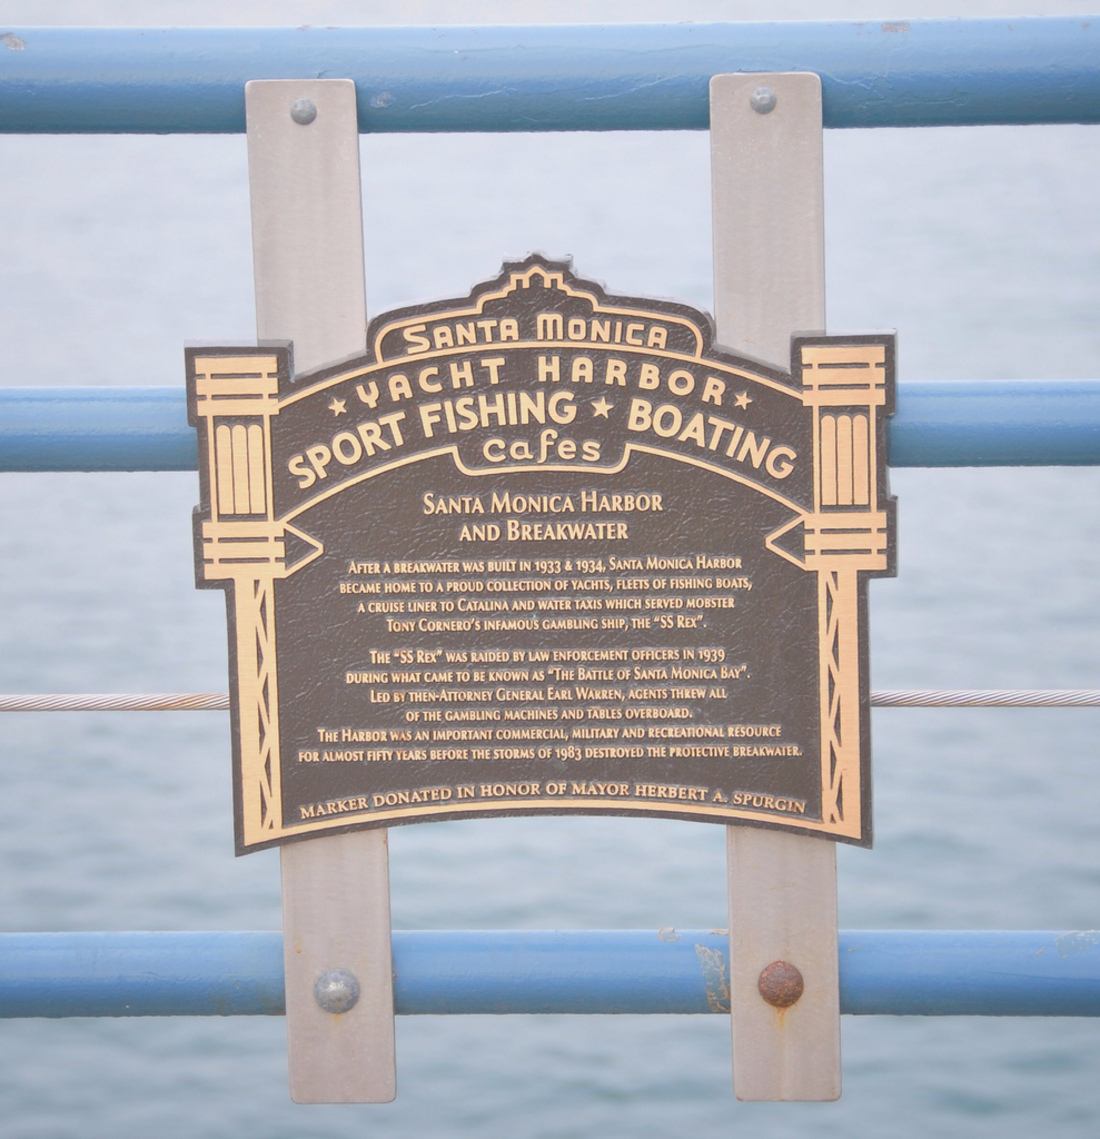 SANTA MONICA
★ YACHT HARBOR ★
SPORT FISHING ★ BOATING
cafes
SANTA MONICA HARBOR
AND BREAKWATER
AFTER A BREAKWATER WAS BUILT IN 1933 & 1934, SANTA MONICA HARBOR
BECAME HOME TO A PROUD COLLECTION OF YACHTS, FLEETS OF FISHING BOATS,
A CRUISE LINER TO CATALINA AND WATER TAXIS WHICH SERVED MOBSTER
TONY CORNERO'S INFAMOUS GAMBLING SHIP, THE "SS REX".
THE "SS REX" WAS RAIDED BY LAW ENFORCEMENT OFFICERS IN 1939
DURING WHAT CAME TO BE KNOWN AS "THE BATTLE OF SANTA MONICA BAY".
LED BY THEN-ATTORNEY GENERAL EARL WARREN, AGENTS THREW ALL
OF THE GAMBLING MACHINES AND TABLES OVERBOARD.
THE HARBOR WAS AN IMPORTANT COMMERCIAL, MILITARY AND RECREATIONAL RESOURCE
FOR ALMOST FIFTY YEARS BEFORE THE STORMS OF 1983 DESTROYED THE PROTECTIVE BREAKWATER.
MARKER DONATED IN HONOR OF MAYOR HERBERT A. SPURGIN